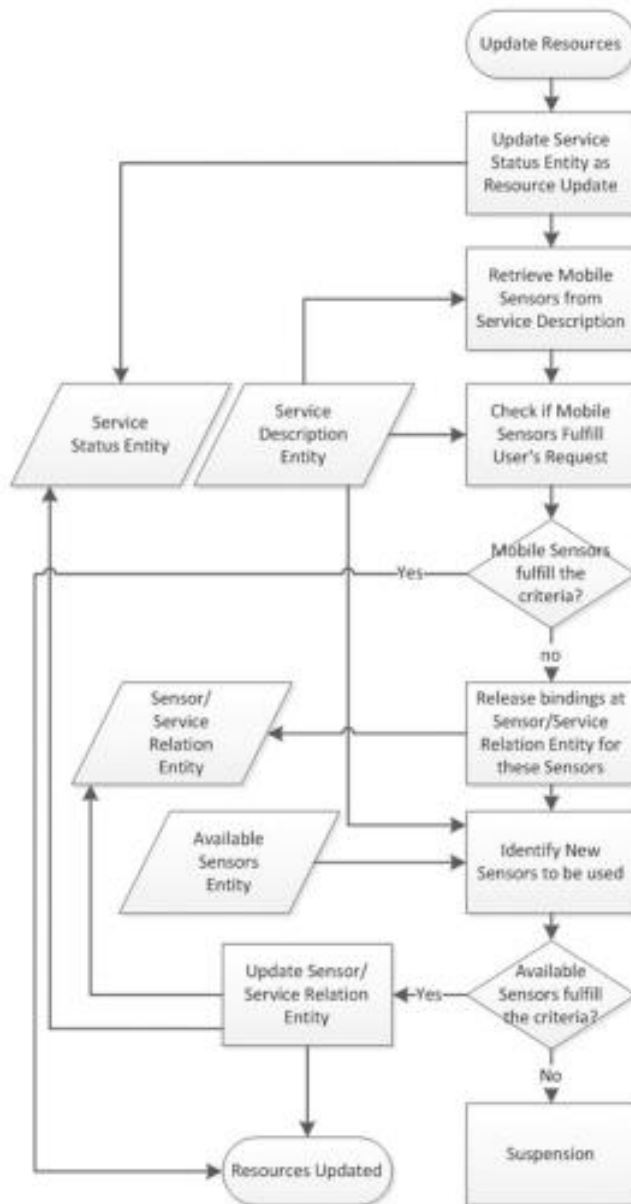 Update Resources
Update Service
Status Entity as
Resource Update
Retrieve Mobile
Sensors from
Service Description
Service
Status Entity
Service
Description
Entity
Check if Mobile
Sensors Fulfill
User's Request
Mobile Sensors
fulfill the
criteria?
Yes
no
Sensor/
Service
Relation
Entity
Release bindings at
Sensor/Service
Relation Entity for
these Sensors
Available
Sensors
Entity
Identify New
Sensors to be used
Update Sensor/
Service Relation
Entity
Yes
Available
Sensors fulfill
the criteria?
No
Resources Updated
Suspension